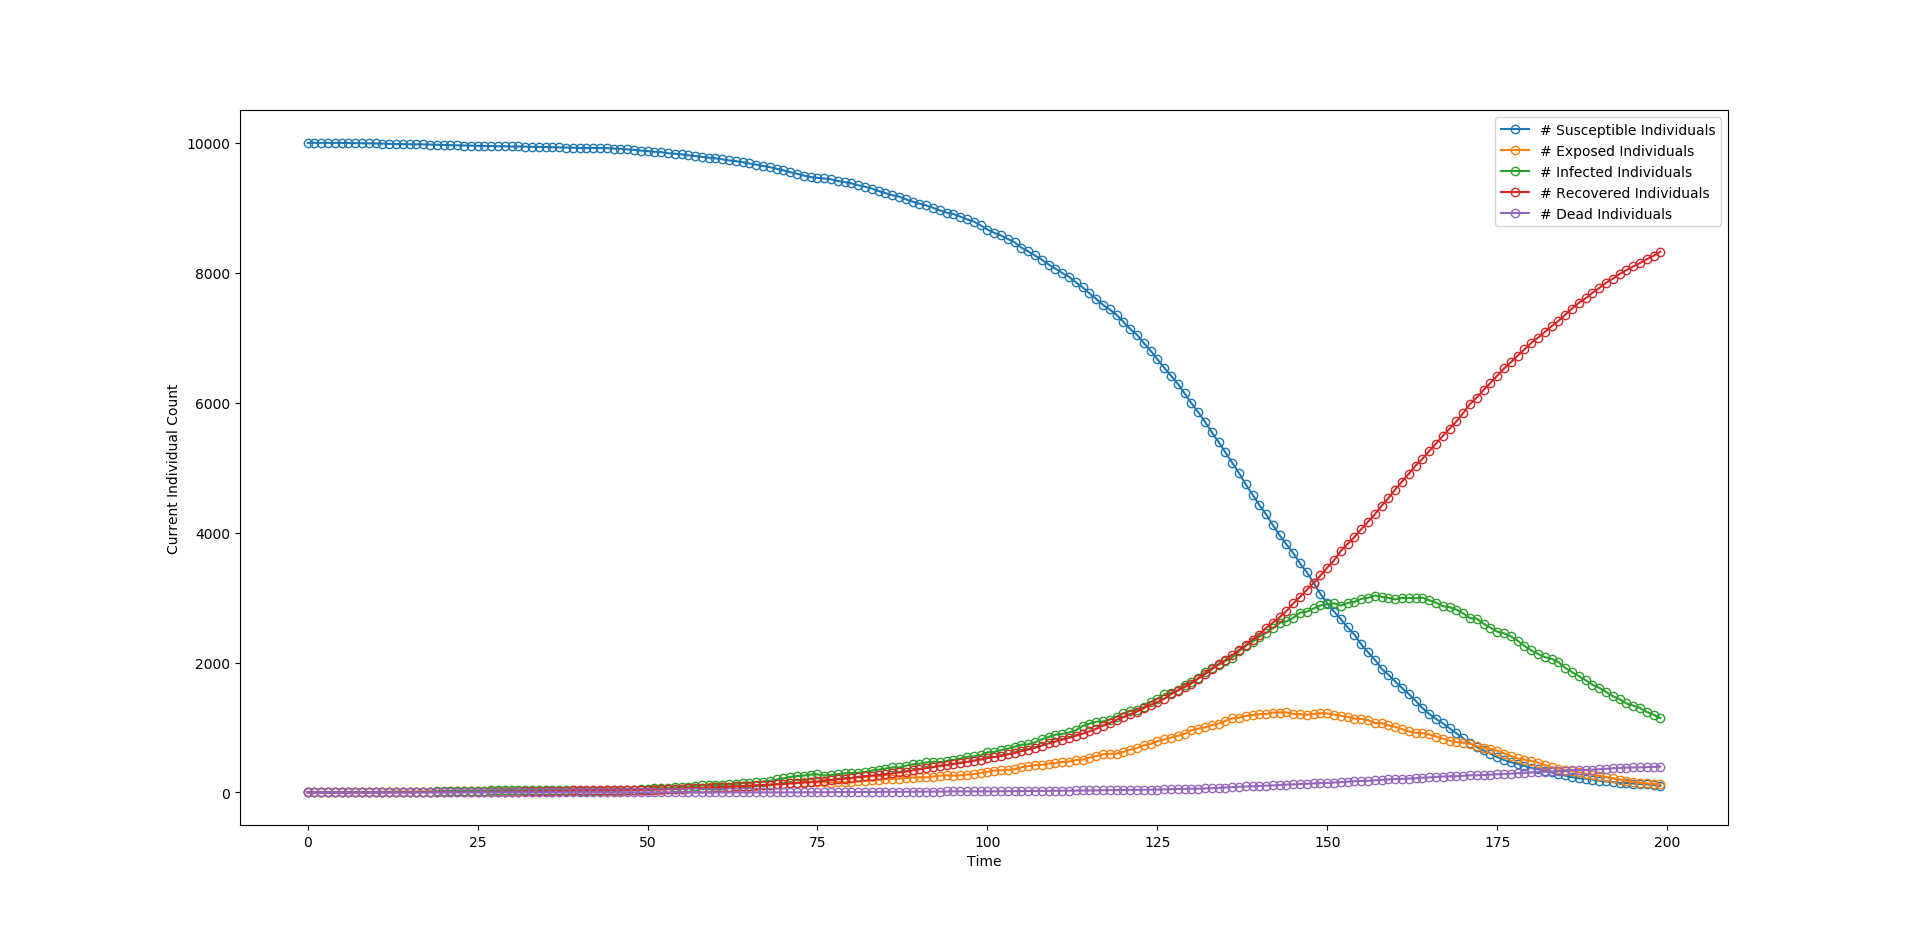 10000
8000
6000
4000
2000
0
Current Individual Count
# Susceptible Individuals
# Exposed Individuals
# Infected Individuals
# Recovered Individuals
# Dead Individuals
0 25 50 75 100 125 150 175 200
Time